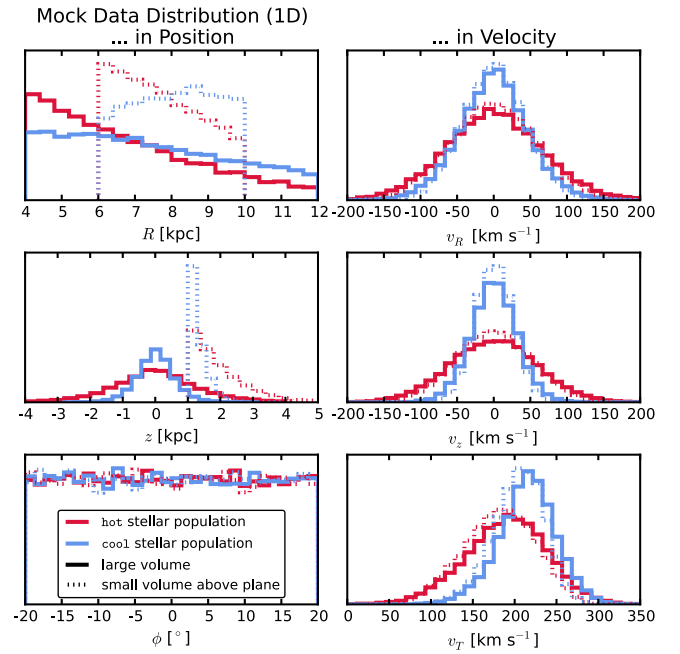 Mock Data Distribution (1D)
... in Position
... in Velocity
4 5 6 7 8 9 10 11 12
R [kpc]
-200 -150 -100 -50 0 50 100 150 200
v_R [km s⁻¹]
-4 -3 -2 -1 0 1 2 3 4 5
z [kpc]
-200 -150 -100 -50 0 50 100 150 200
v_z [km s⁻¹]
hot stellar population
cool stellar population
large volume
small volume above plane
-20 -15 -10 -5 0 5 10 15 20
ϕ [°]
0 50 100 150 200 250 300 350
v_T [km s⁻¹]